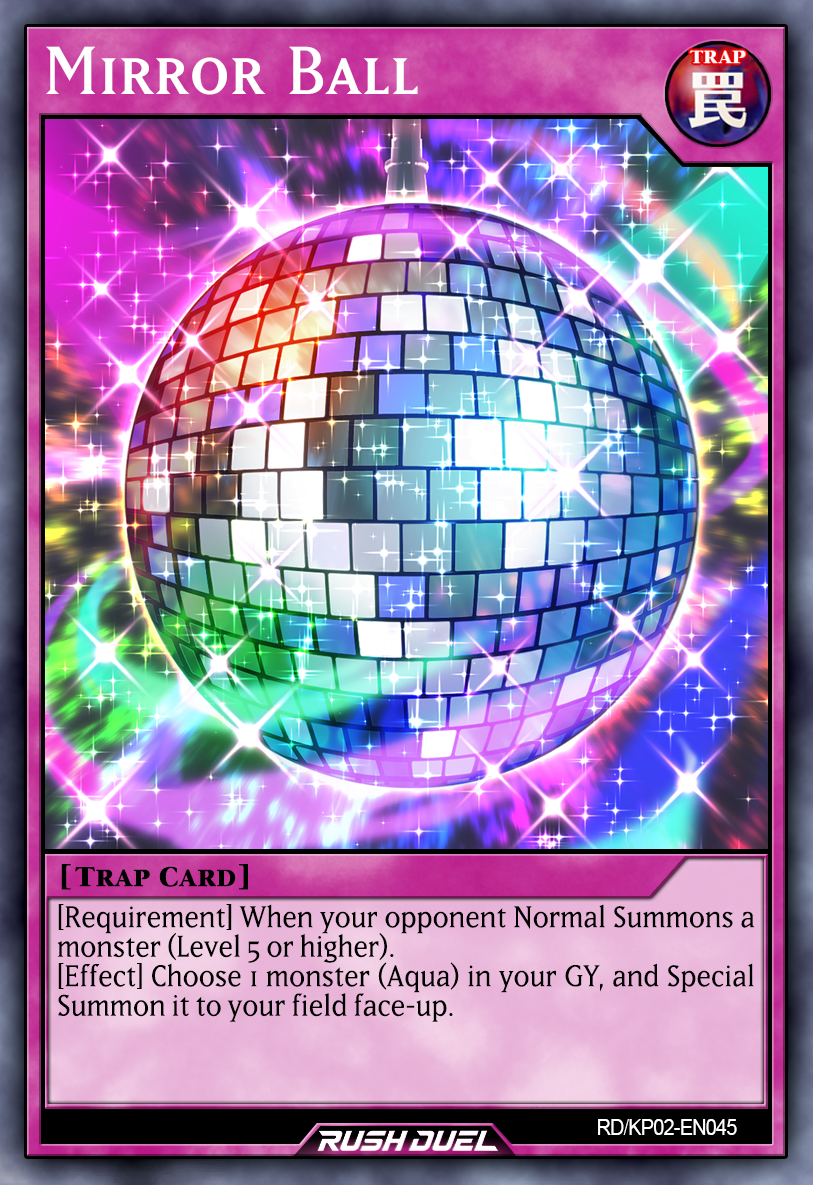 Mirror Ball
TRAP
罠
[Trap Card]
[Requirement] When your opponent Normal Summons a
monster (Level 5 or higher).
[Effect] Choose 1 monster (Aqua) in your GY, and Special
Summon it to your field face-up.
RD/KP02-EN045
RUSH DUEL